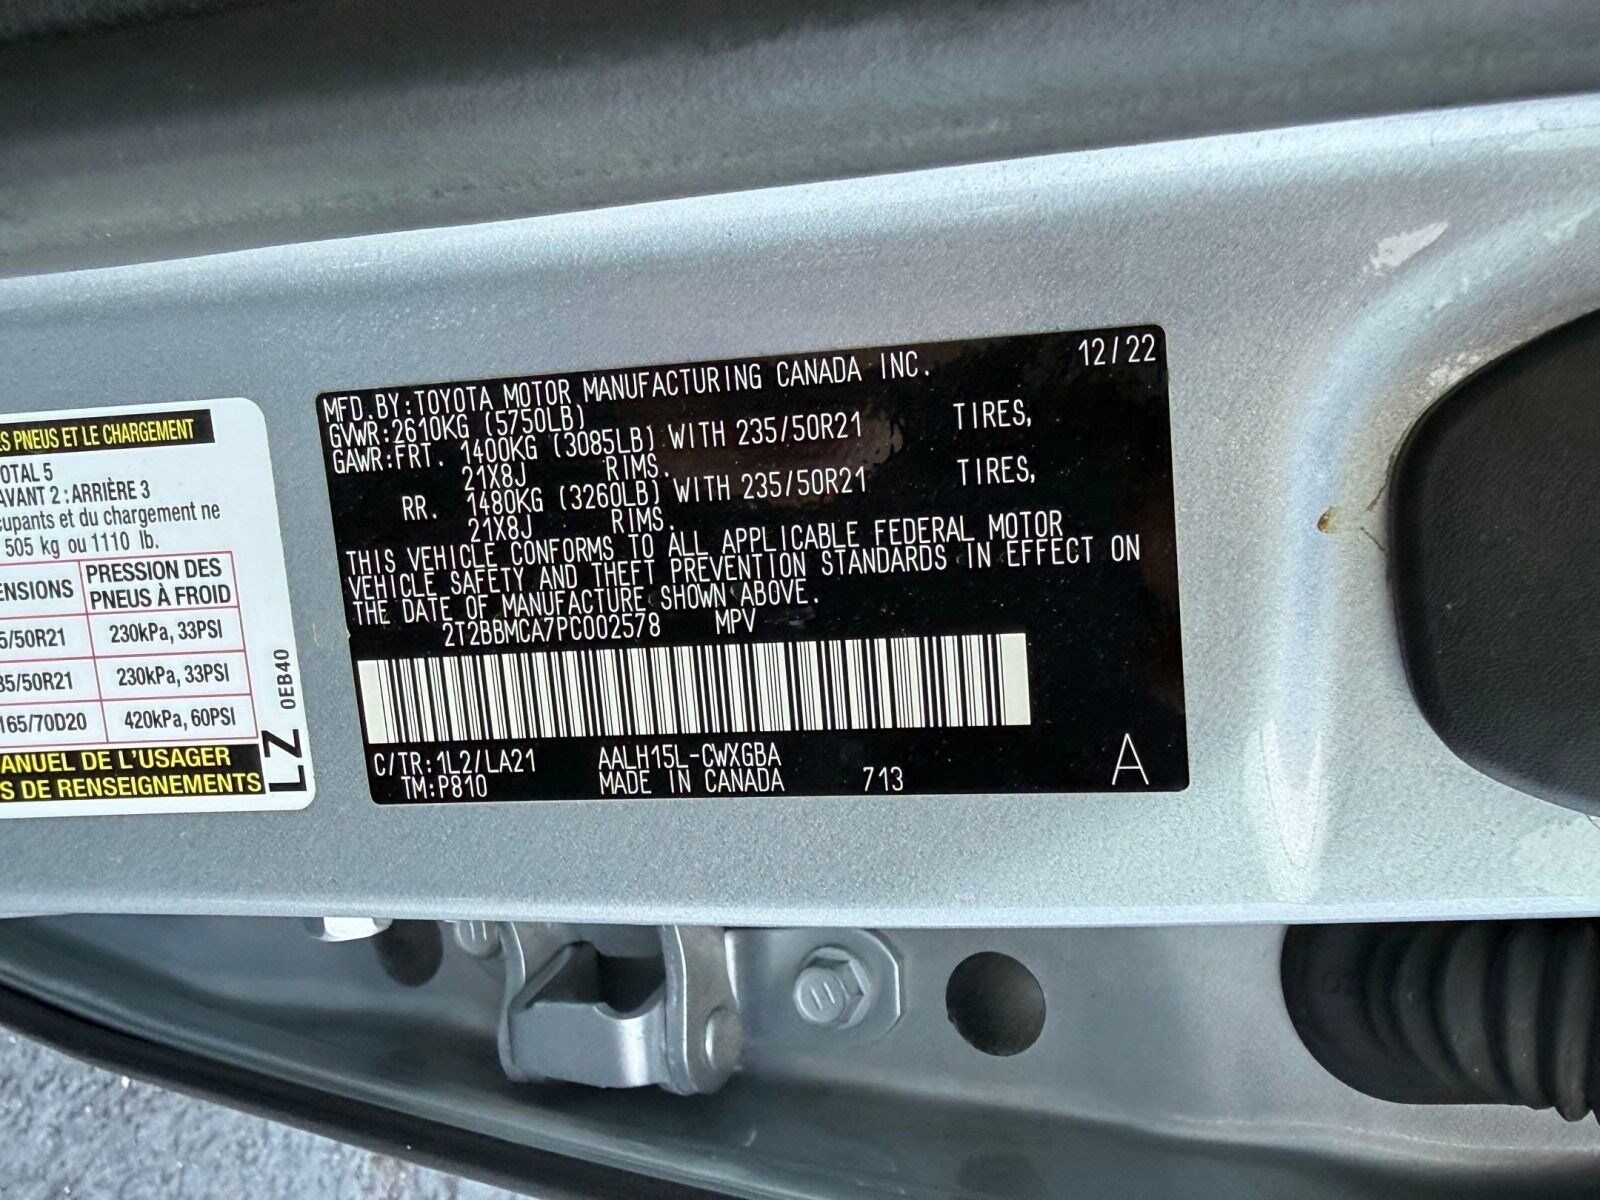 ES PNEUS ET LE CHARGEMENT
OTAL 5
AVANT 2 : ARRIÈRE 3
cupants et du chargement ne
505 kg ou 1110 lb.
ENSIONS PRESSION DES PNEUS À FROID
5/50R21 230kPa, 33PSI
35/50R21 230kPa, 33PSI
165/70D20 420kPa, 60PSI
ANUEL DE L'USAGER
S DE RENSEIGNEMENTS
0EB40
LZ
MFD.BY:TOYOTA MOTOR MANUFACTURING CANADA INC. 12/22
GVWR:2610KG (5750LB)
GAWR:FRT. 1400KG (3085LB) WITH 235/50R21 TIRES,
21X8J RIMS.
RR. 1480KG (3260LB) WITH 235/50R21 TIRES,
21X8J RIMS.
THIS VEHICLE CONFORMS TO ALL APPLICABLE FEDERAL MOTOR
VEHICLE SAFETY AND THEFT PREVENTION STANDARDS IN EFFECT ON
THE DATE OF MANUFACTURE SHOWN ABOVE.
2T2BBMCA7PC002578 MPV
C/TR:1L2/LA21 AALH15L-CWXGBA
TM:P810 MADE IN CANADA 713 A